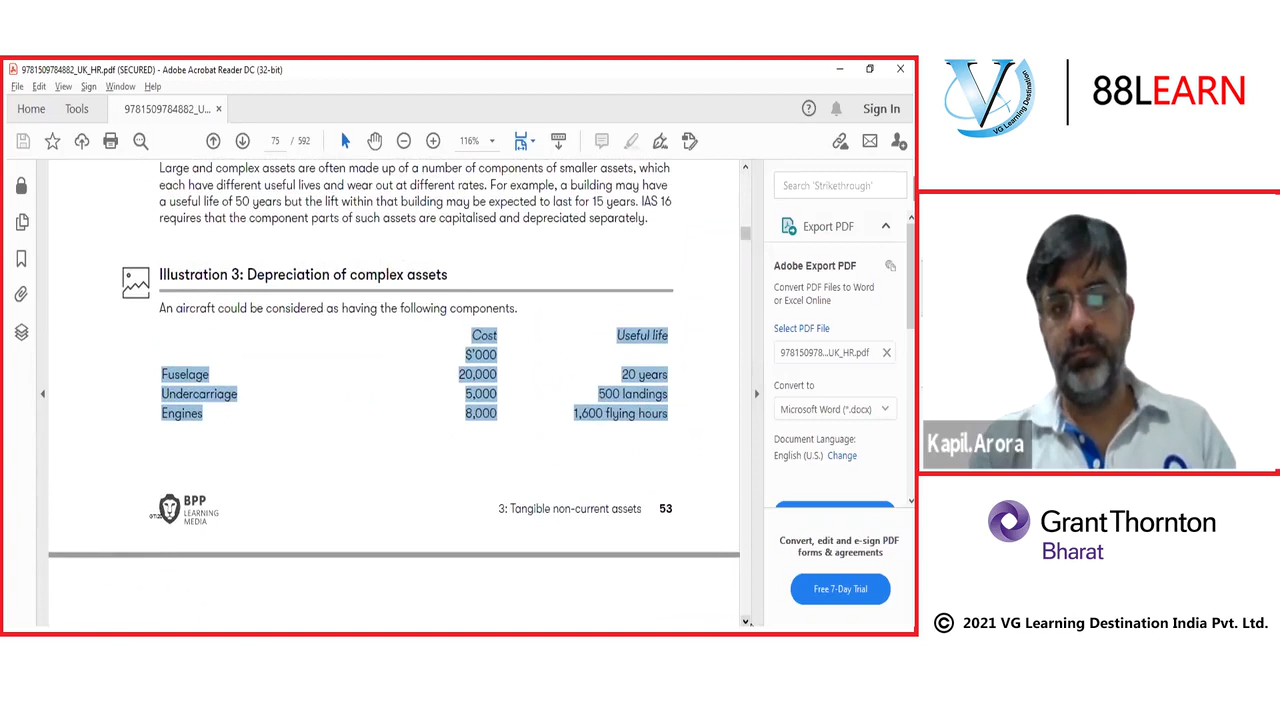 9781509784882_UK_HR.pdf (SECURED) - Adobe Acrobat Reader DC (32-bit)
File Edit View Sign Window Help
Home Tools 9781509784882_U... × Sign In
75 / 592 116%
Large and complex assets are often made up of a number of components of smaller assets, which
each have different useful lives and wear out at different rates. For example, a building may have
a useful life of 50 years but the lift within that building may be expected to last for 15 years. IAS 16
requires that the component parts of such assets are capitalised and depreciated separately.
Illustration 3: Depreciation of complex assets
An aircraft could be considered as having the following components.
Cost Useful life
$'000
Fuselage 20,000 20 years
Undercarriage 5,000 500 landings
Engines 8,000 1,600 flying hours
BPP
LEARNING
MEDIA
3: Tangible non-current assets 53
Search 'Strikethrough'
Export PDF
Adobe Export PDF
Convert PDF Files to Word
or Excel Online
Select PDF File
978150978...UK_HR.pdf
Convert to
Microsoft Word (*.docx)
Document Language:
English (U.S.) Change
Convert, edit and e-sign PDF
forms & agreements
Free 7-Day Trial
V
VG Learning Destination
88LEARN
Kapil.Arora
Grant Thornton
Bharat
© 2021 VG Learning Destination India Pvt. Ltd.